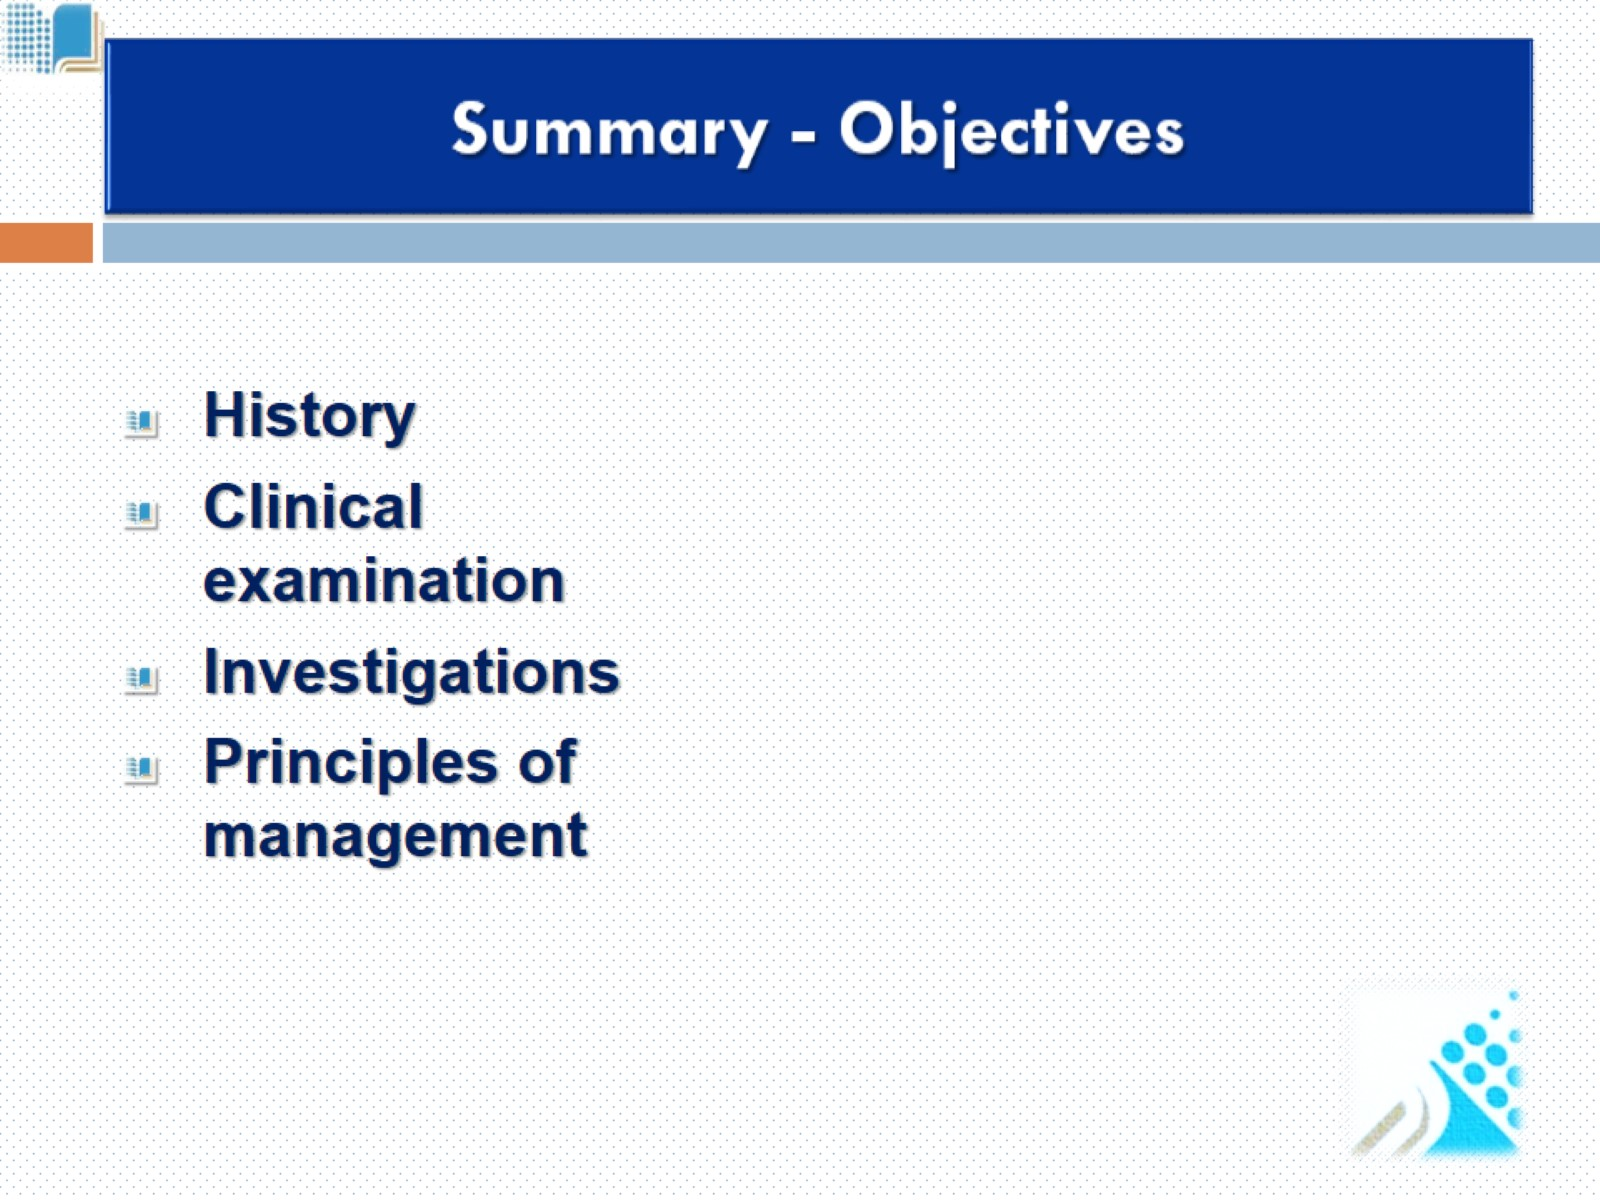 Summary - Objectives
History
Clinical
examination
Investigations
Principles of
management